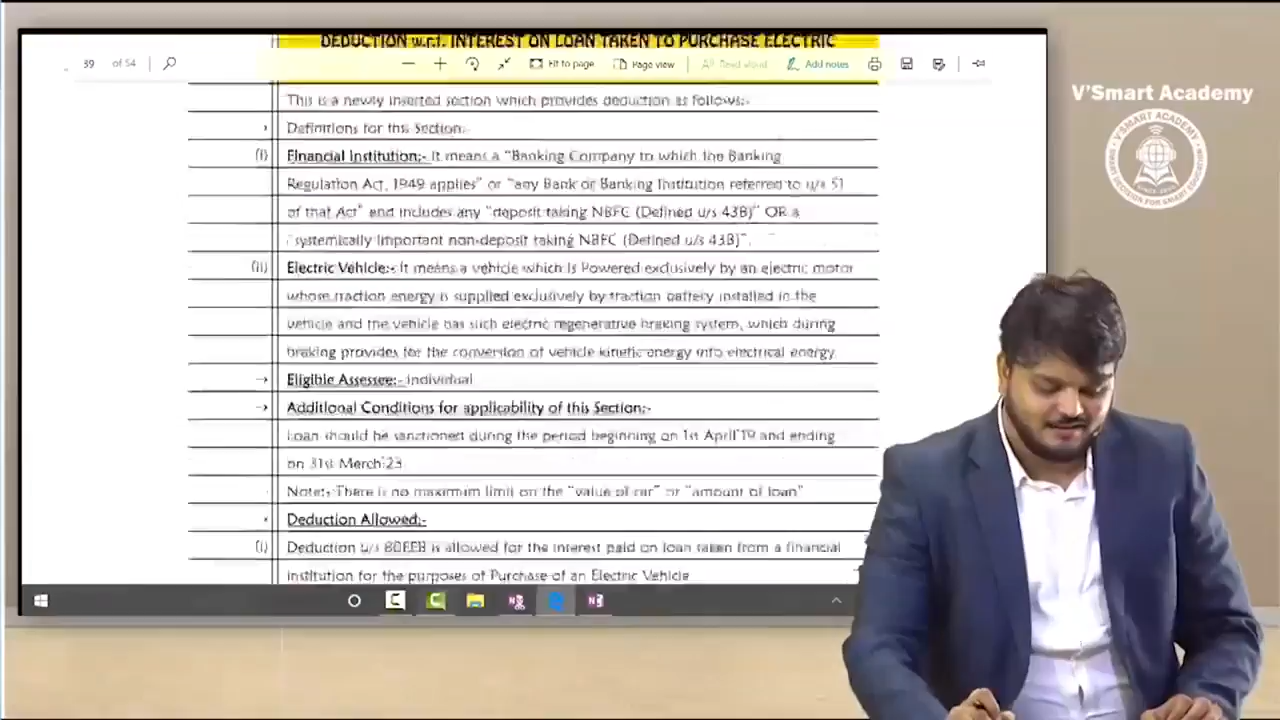 DEDUCTION w.r.t. INTEREST ON LOAN TAKEN TO PURCHASE ELECTRIC
39 of 54
Fit to page
Page view
Read aloud
Add notes
This is a newly inserted section which provides deduction as follows:-
Definitions for this Section:-
(i) Financial Institution:- It means a "Banking Company to which the Banking
Regulation Act, 1949 applies" or "any Bank or Banking Institution referred to u/s 51
of that Act" and includes any "deposit taking NBFC (Defined u/s 43B)" OR a
"systemically important non-deposit taking NBFC (Defined u/s 43B)".
(ii) Electric Vehicle:- It means a vehicle which is Powered exclusively by an electric motor
whose traction energy is supplied exclusively by traction battery installed in the
vehicle and the vehicle has such electric regenerative braking system, which during
braking provides for the conversion of vehicle kinetic energy into electrical energy.
→ Eligible Assessee:- Individual
→ Additional Conditions for applicability of this Section:-
Loan should be sanctioned during the period beginning on 1st April'19 and ending
on 31st March'23
Note:- There is no maximum limit on the "value of car" or "amount of loan"
Deduction Allowed:-
(i) Deduction u/s 80EEB is allowed for the interest paid on loan taken from a financial
institution for the purposes of Purchase of an Electric Vehicle
V'Smart Academy
V'SMART ACADEMY
SMART DECISION FOR SMART EDUCATION